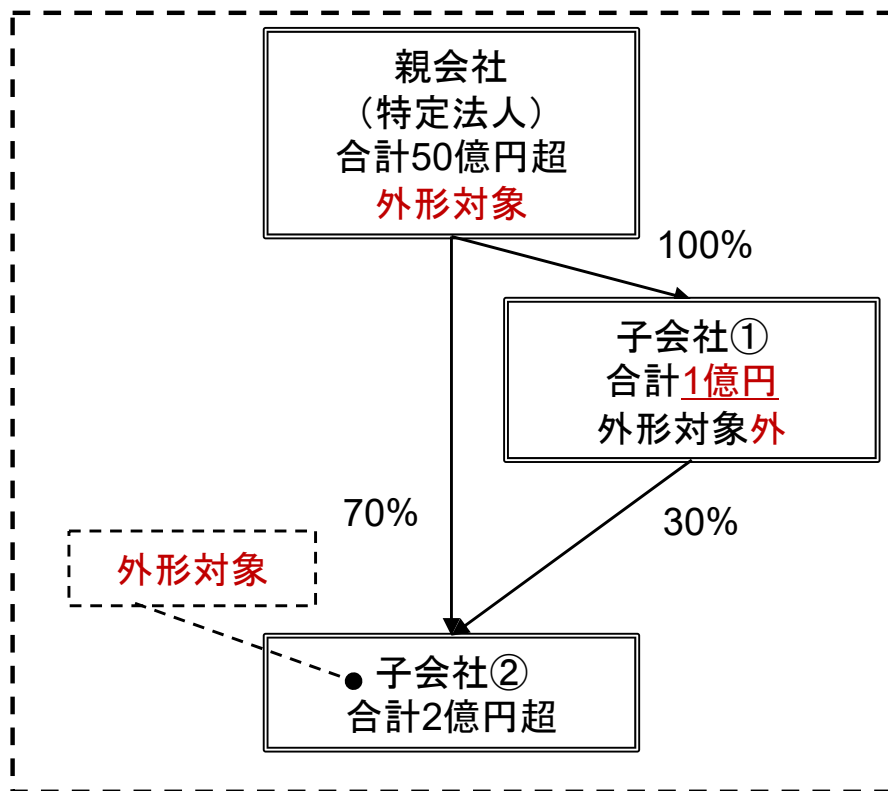 親会社
（特定法人）
合計50億円超
外形対象
100%
子会社①
合計1億円
外形対象外
70%
30%
外形対象
子会社②
合計2億円超